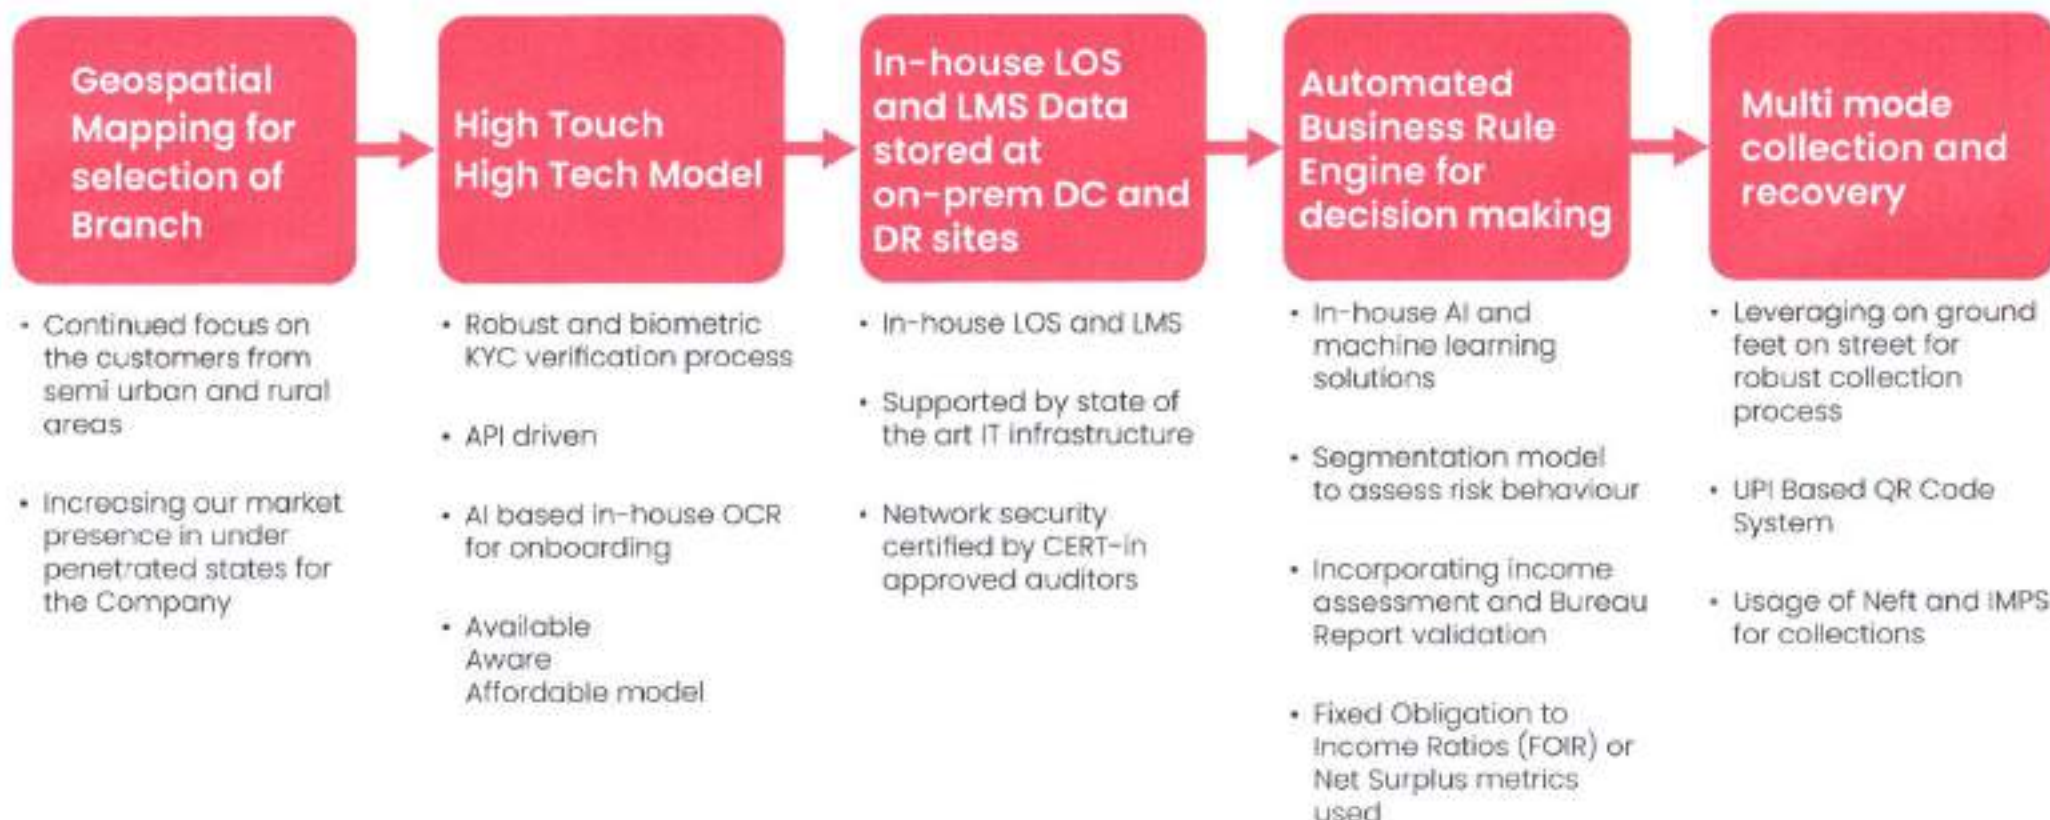 Geospatial
Mapping for
selection of
Branch
• Continued focus on
the customers from
semi urban and rural
areas
• Increasing our market
presence in under
penetrated states for
the Company
High Touch
High Tech Model
• Robust and biometric
KYC verification process
• API driven
• AI based in-house OCR
for onboarding
• Available
Aware
Affordable model
In-house LOS
and LMS Data
stored at
on-prem DC and
DR sites
• In-house LOS and LMS
• Supported by state of
the art IT infrastructure
• Network security
certified by CERT-in
approved auditors
Automated
Business Rule
Engine for
decision making
• In-house AI and
machine learning
solutions
• Segmentation model
to assess risk behaviour
• Incorporating income
assessment and Bureau
Report validation
• Fixed Obligation to
Income Ratios (FOIR) or
Net Surplus metrics
used
Multi mode
collection and
recovery
• Leveraging on ground
feet on street for
robust collection
process
• UPI Based QR Code
System
• Usage of Neft and IMPS
for collections